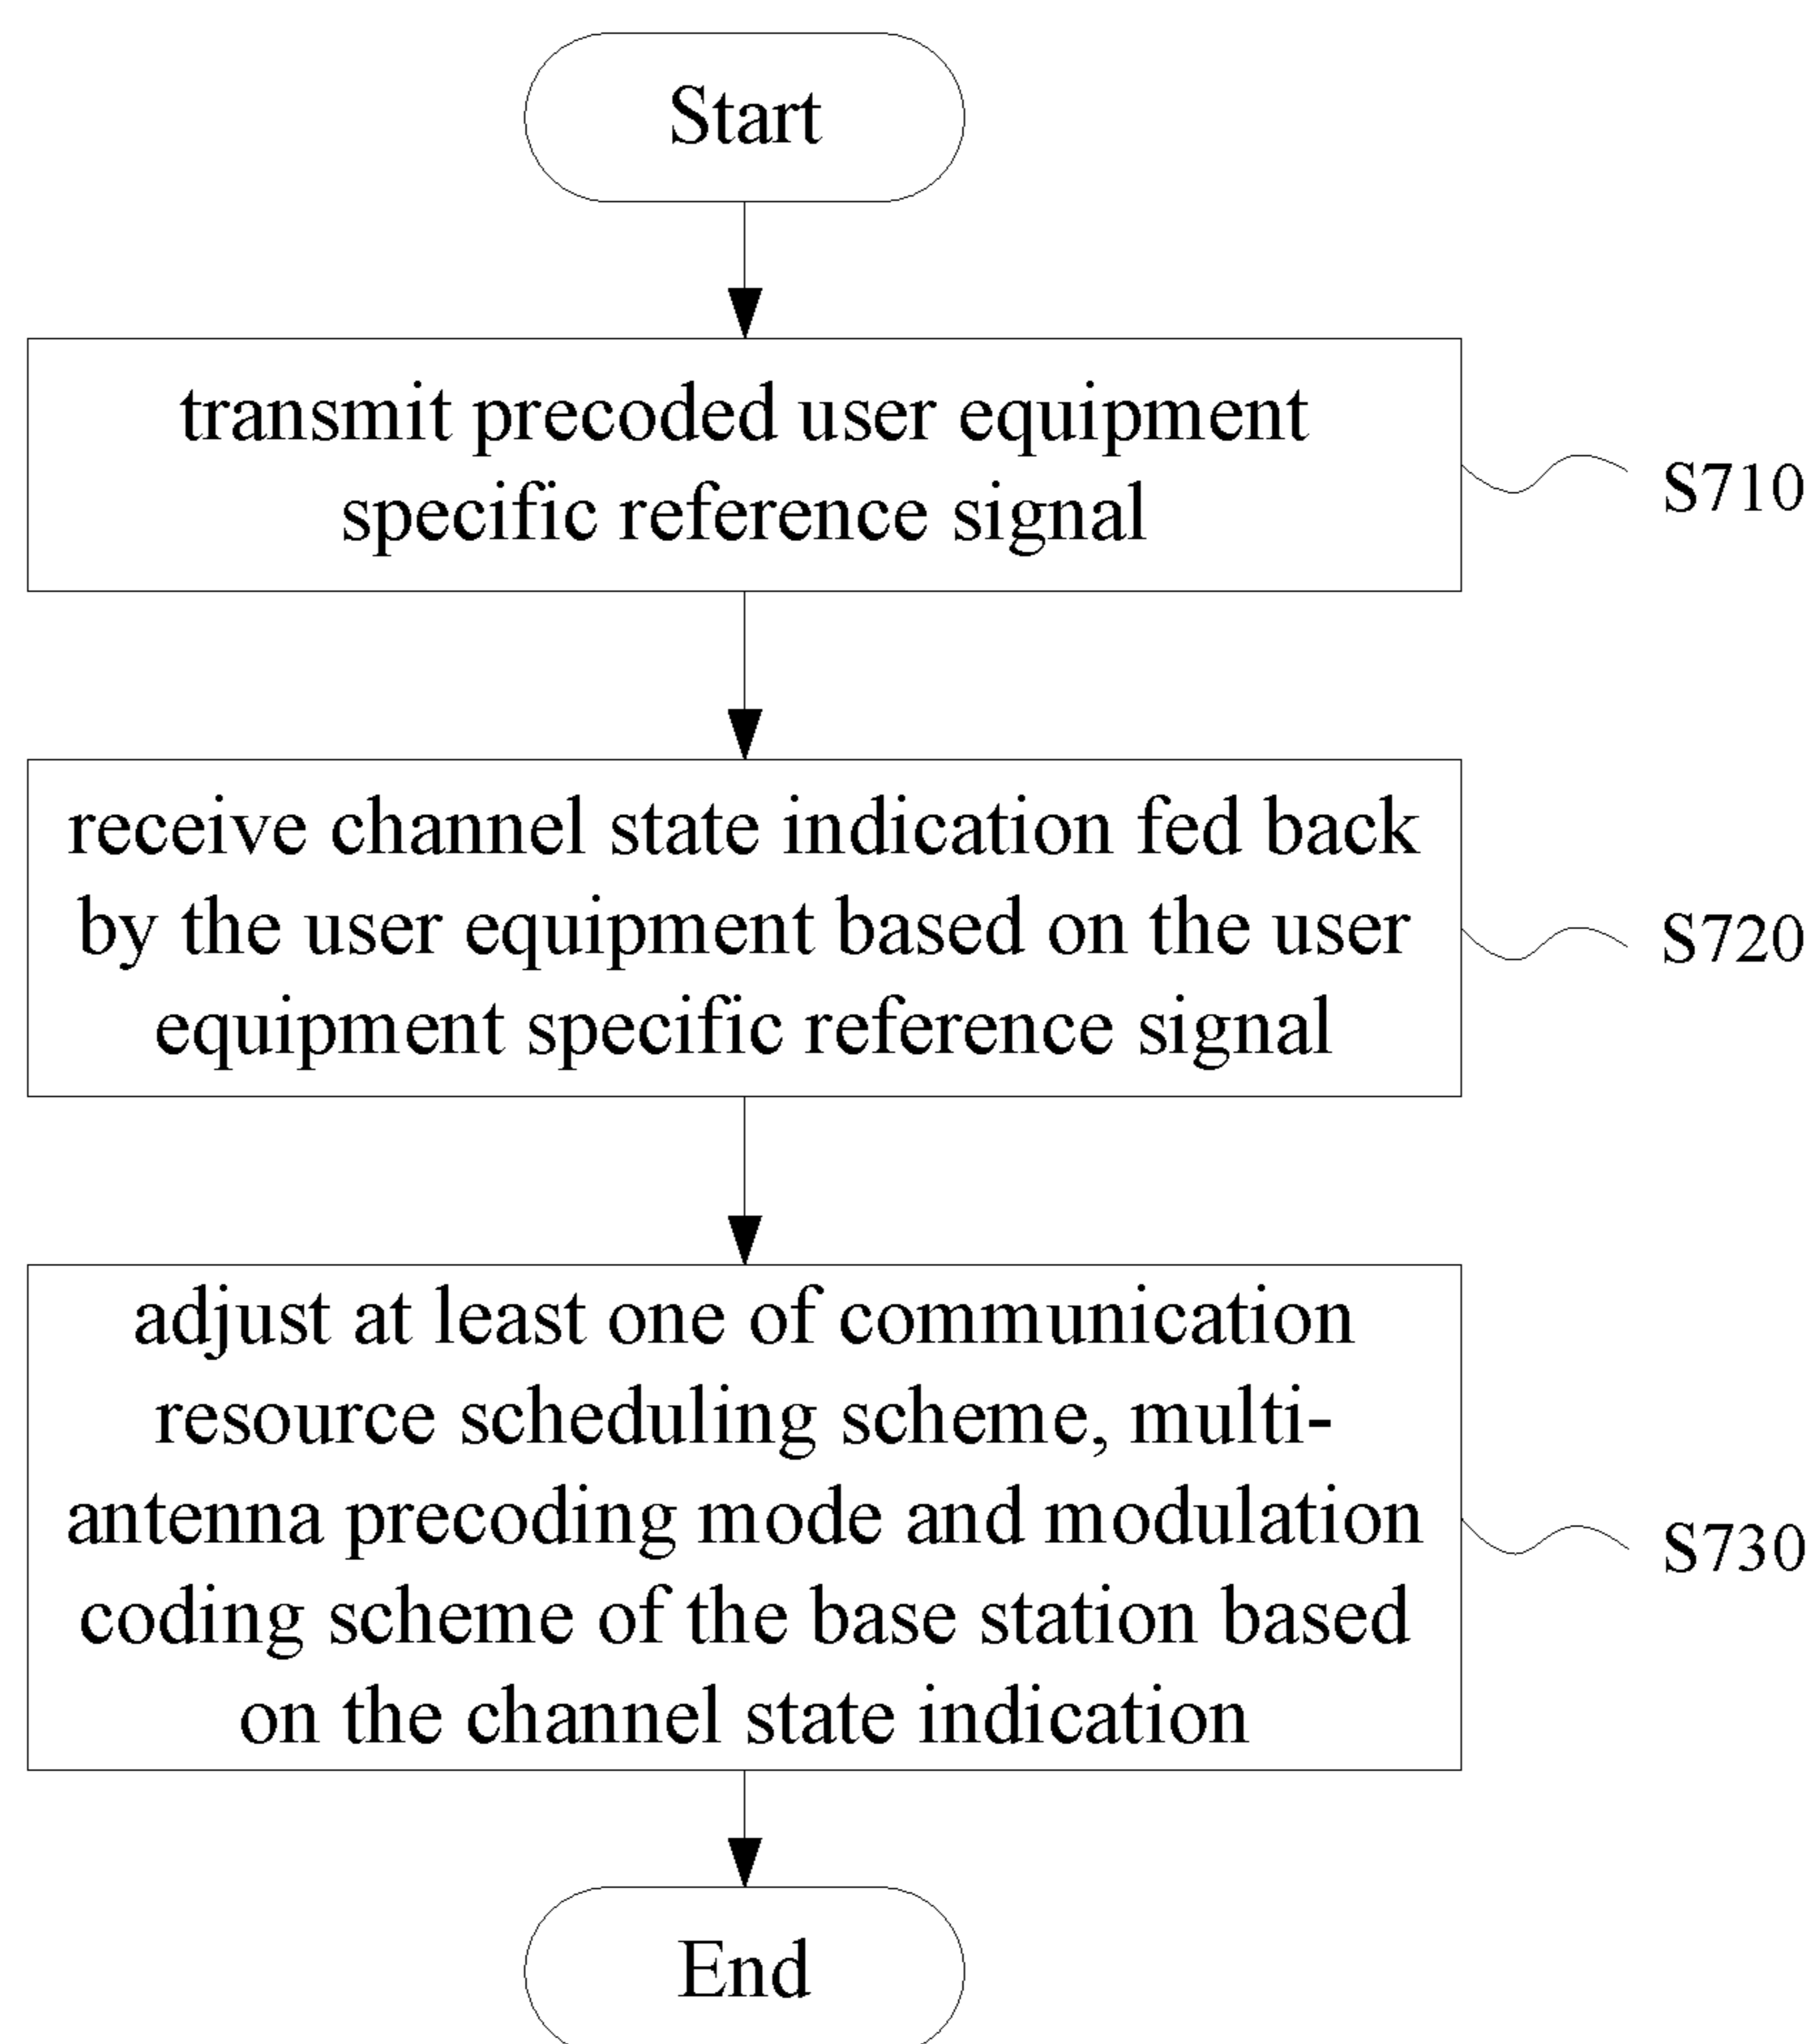 Start
transmit precoded user equipment
specific reference signal
S710
receive channel state indication fed back
by the user equipment based on the user
equipment specific reference signal
S720
adjust at least one of communication
resource scheduling scheme, multi-
antenna precoding mode and modulation
coding scheme of the base station based
on the channel state indication
S730
End